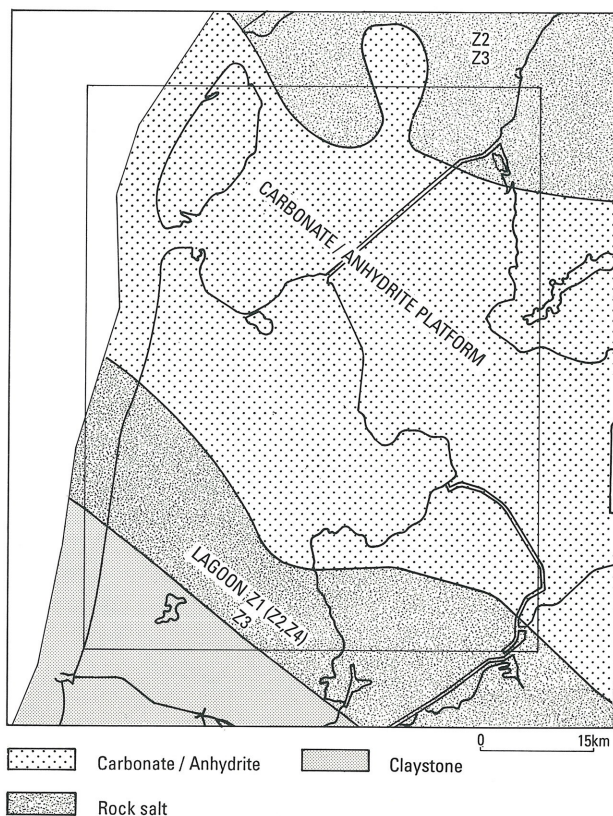 Z2
Z3
CARBONATE / ANHYDRITE PLATFORM
LAGOON Z1 (Z2,Z4)
Z3
0 15km
Carbonate / Anhydrite
Claystone
Rock salt